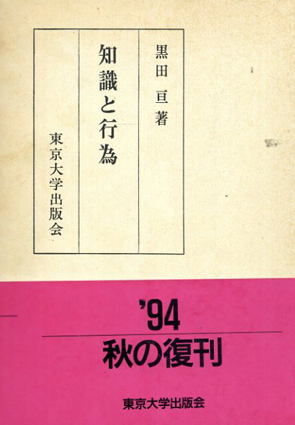 黒田 亘 著
知識と行為
東京大学出版会
'94
秋の復刊
東京大学出版会